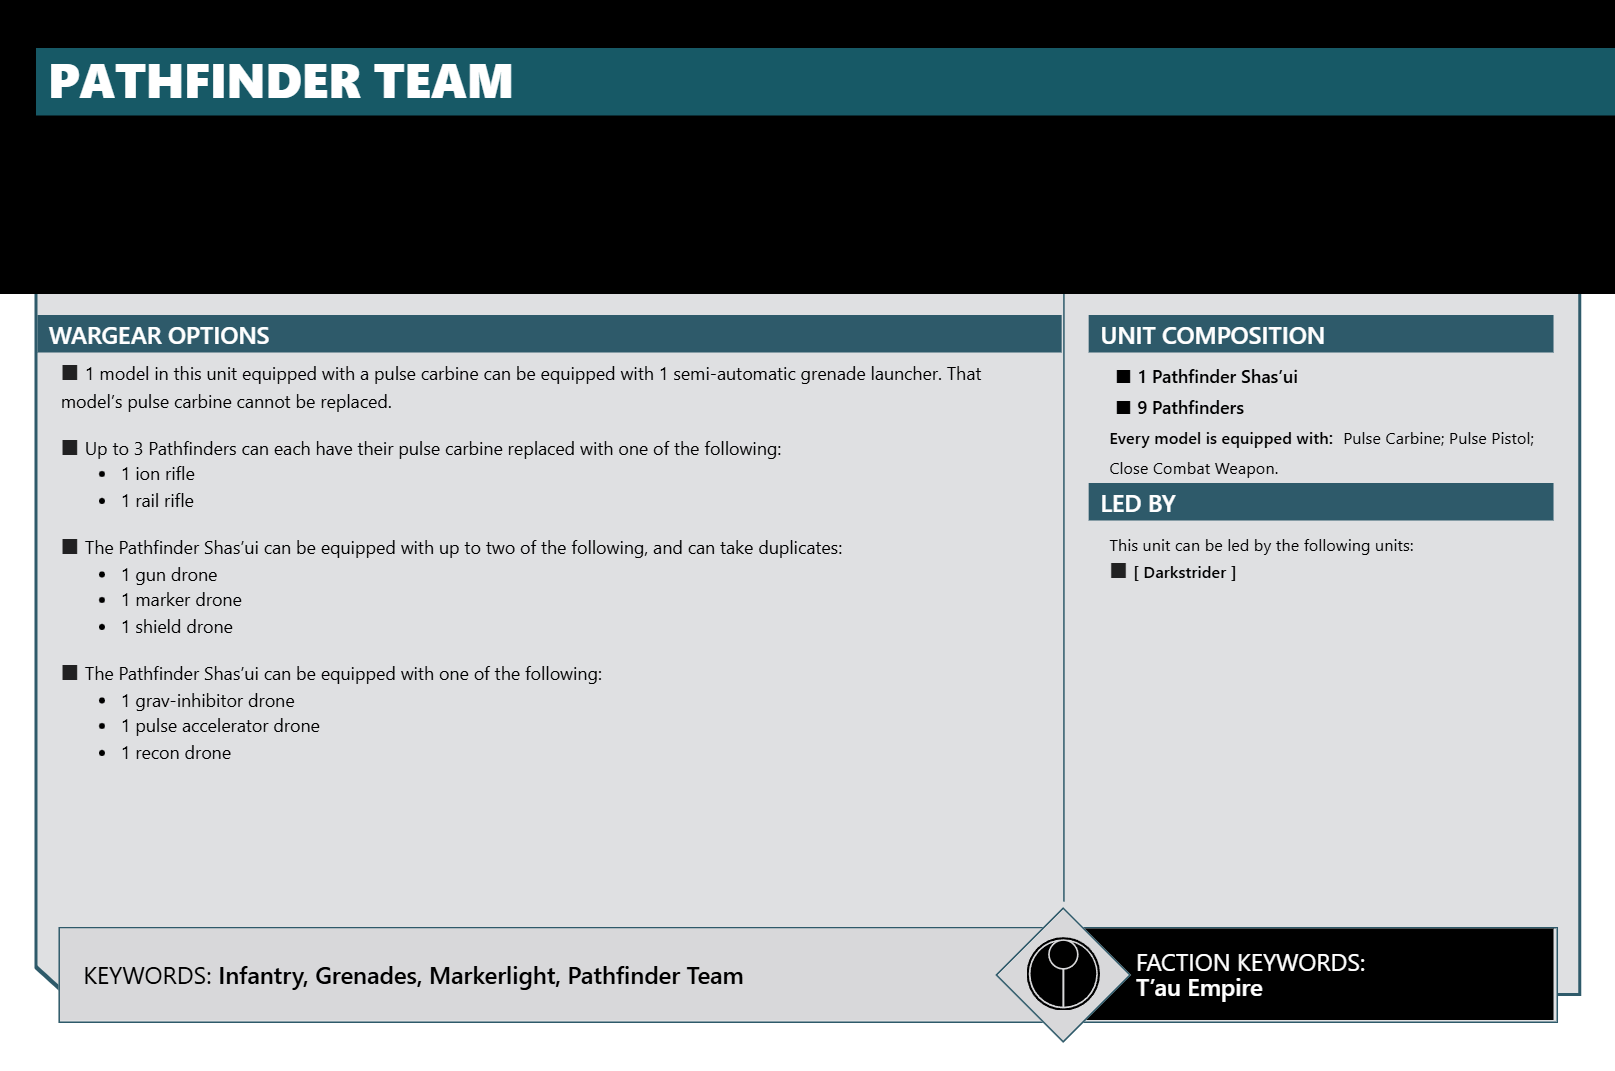 PATHFINDER TEAM
WARGEAR OPTIONS
■ 1 model in this unit equipped with a pulse carbine can be equipped with 1 semi-automatic grenade launcher. That
model’s pulse carbine cannot be replaced.
■ Up to 3 Pathfinders can each have their pulse carbine replaced with one of the following:
• 1 ion rifle
• 1 rail rifle
■ The Pathfinder Shas’ui can be equipped with up to two of the following, and can take duplicates:
• 1 gun drone
• 1 marker drone
• 1 shield drone
■ The Pathfinder Shas’ui can be equipped with one of the following:
• 1 grav-inhibitor drone
• 1 pulse accelerator drone
• 1 recon drone
UNIT COMPOSITION
■ 1 Pathfinder Shas’ui
■ 9 Pathfinders
Every model is equipped with: Pulse Carbine; Pulse Pistol;
Close Combat Weapon.
LED BY
This unit can be led by the following units:
■ [ Darkstrider ]
KEYWORDS: Infantry, Grenades, Markerlight, Pathfinder Team
FACTION KEYWORDS:
T’au Empire